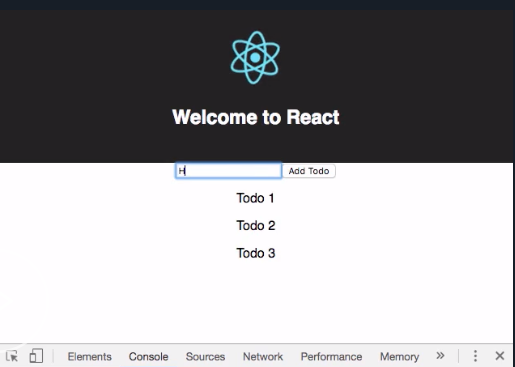 Welcome to React
H Add Todo
Todo 1
Todo 2
Todo 3
Elements Console Sources Network Performance Memory »